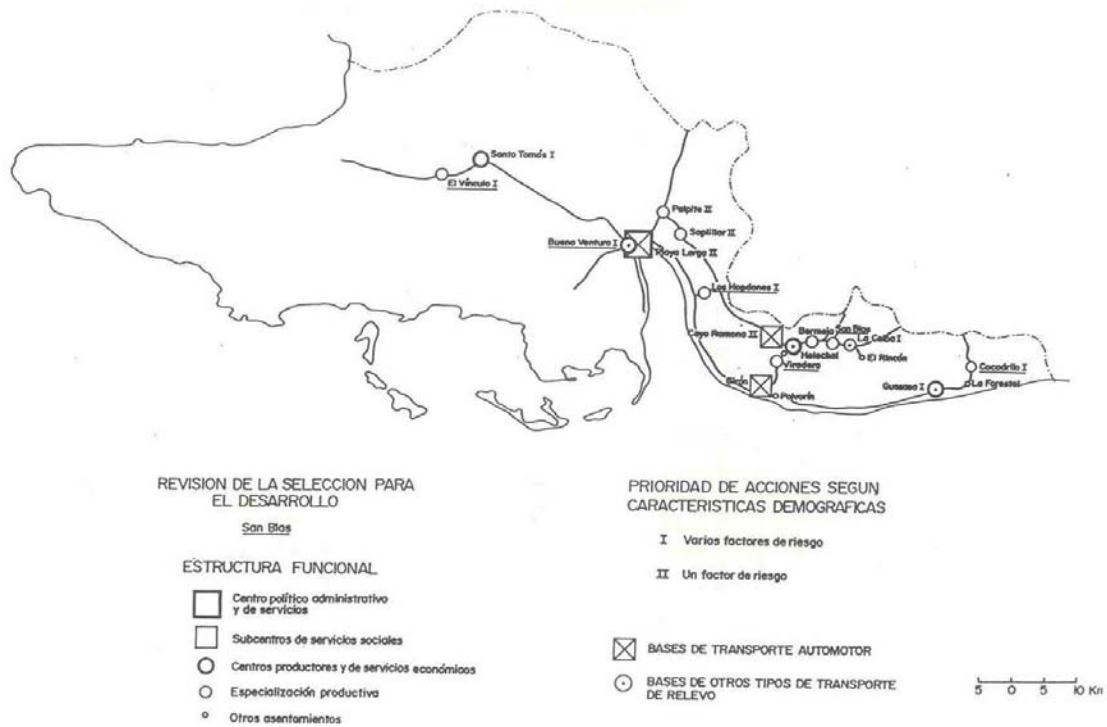 Santo Tomás I
El Vínculo I
Palpite II
Soplillar II
Buena Ventura I
Playa Larga II
Los Hondones I
Cayo Ramona II
Bermeja
San Blas
La Ceiba I
Helechal
El Rincón
Viradero
Cocodrilo I
Girón
Guasasa I
La Forestal
Polvorín
REVISION DE LA SELECCION PARA
EL DESARROLLO
San Blas
ESTRUCTURA FUNCIONAL
Centro político administrativo
y de servicios
Subcentros de servicios sociales
Centros productores y de servicios económicos
Especialización productiva
Otros asentamientos
PRIORIDAD DE ACCIONES SEGUN
CARACTERISTICAS DEMOGRAFICAS
I Varios factores de riesgo
II Un factor de riesgo
BASES DE TRANSPORTE AUTOMOTOR
BASES DE OTROS TIPOS DE TRANSPORTE
DE RELEVO
5 0 5 10 Km